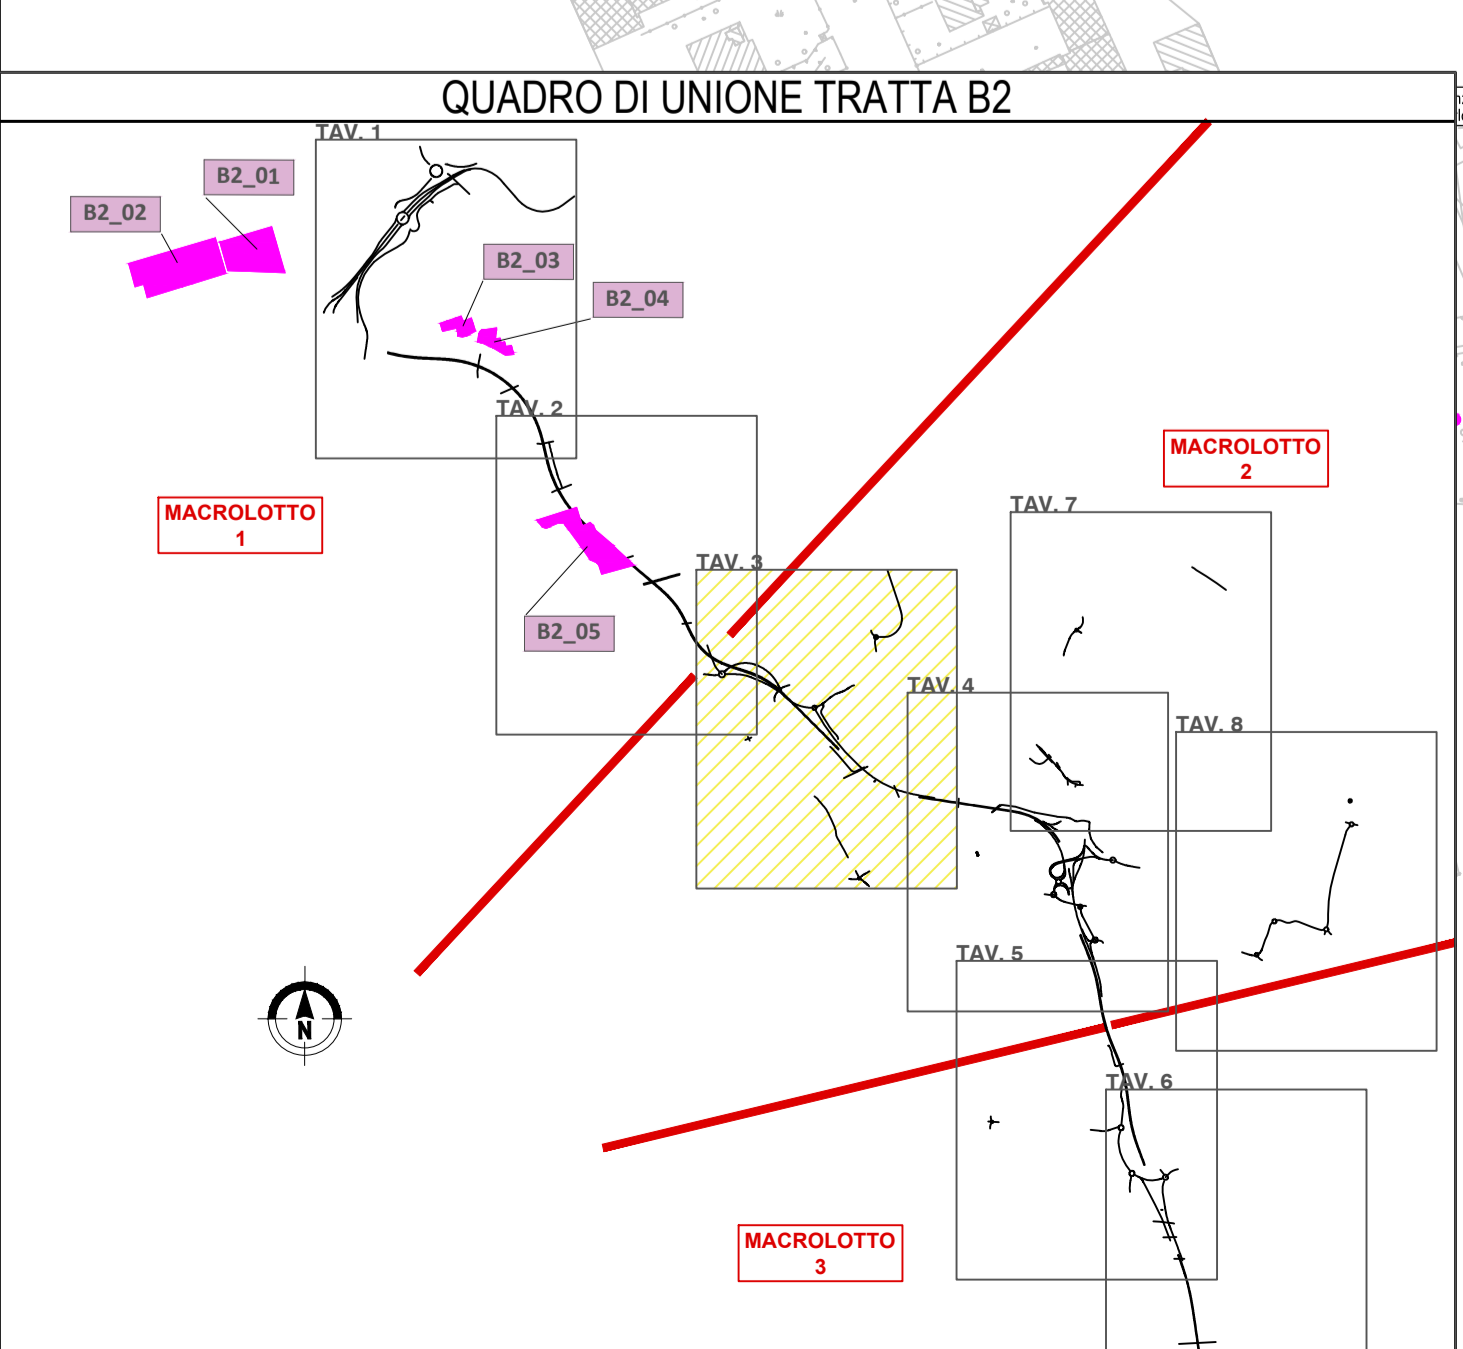 QUADRO DI UNIONE TRATTA B2
TAV. 1
B2_01
B2_02
B2_03
B2_04
TAV. 2
MACROLOTTO
2
MACROLOTTO
1
TAV. 7
TAV. 3
B2_05
TAV. 4
TAV. 8
TAV. 5
N
TAV. 6
MACROLOTTO
3